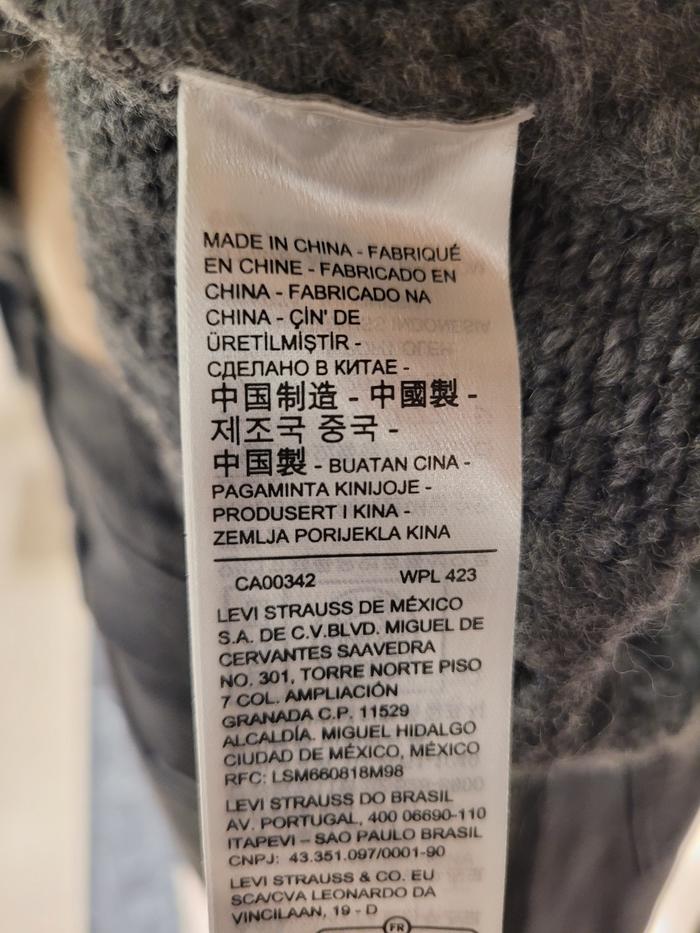 MADE IN CHINA - FABRIQUÉ
EN CHINE - FABRICADO EN
CHINA - FABRICADO NA
CHINA - ÇİN' DE
ÜRETİLMİŞTİR -
СДЕЛАНО В КИТАЕ -
中国制造 - 中國製 -
제조국 중국 -
中国製 - BUATAN CINA -
PAGAMINTA KINIJOJE -
PRODUSERT I KINA -
ZEMLJA PORIJEKLA KINA
CA00342 WPL 423
LEVI STRAUSS DE MÉXICO
S.A. DE C.V.BLVD. MIGUEL DE
CERVANTES SAAVEDRA
NO. 301, TORRE NORTE PISO
7 COL. AMPLIACIÓN
GRANADA C.P. 11529
ALCALDÍA. MIGUEL HIDALGO
CIUDAD DE MÉXICO, MÉXICO
RFC: LSM660818M98
LEVI STRAUSS DO BRASIL
AV. PORTUGAL, 400 06690-110
ITAPEVI – SAO PAULO BRASIL
CNPJ: 43.351.097/0001-90
LEVI STRAUSS & CO. EU
SCA/CVA LEONARDO DA
VINCILAAN, 19 - D
FR